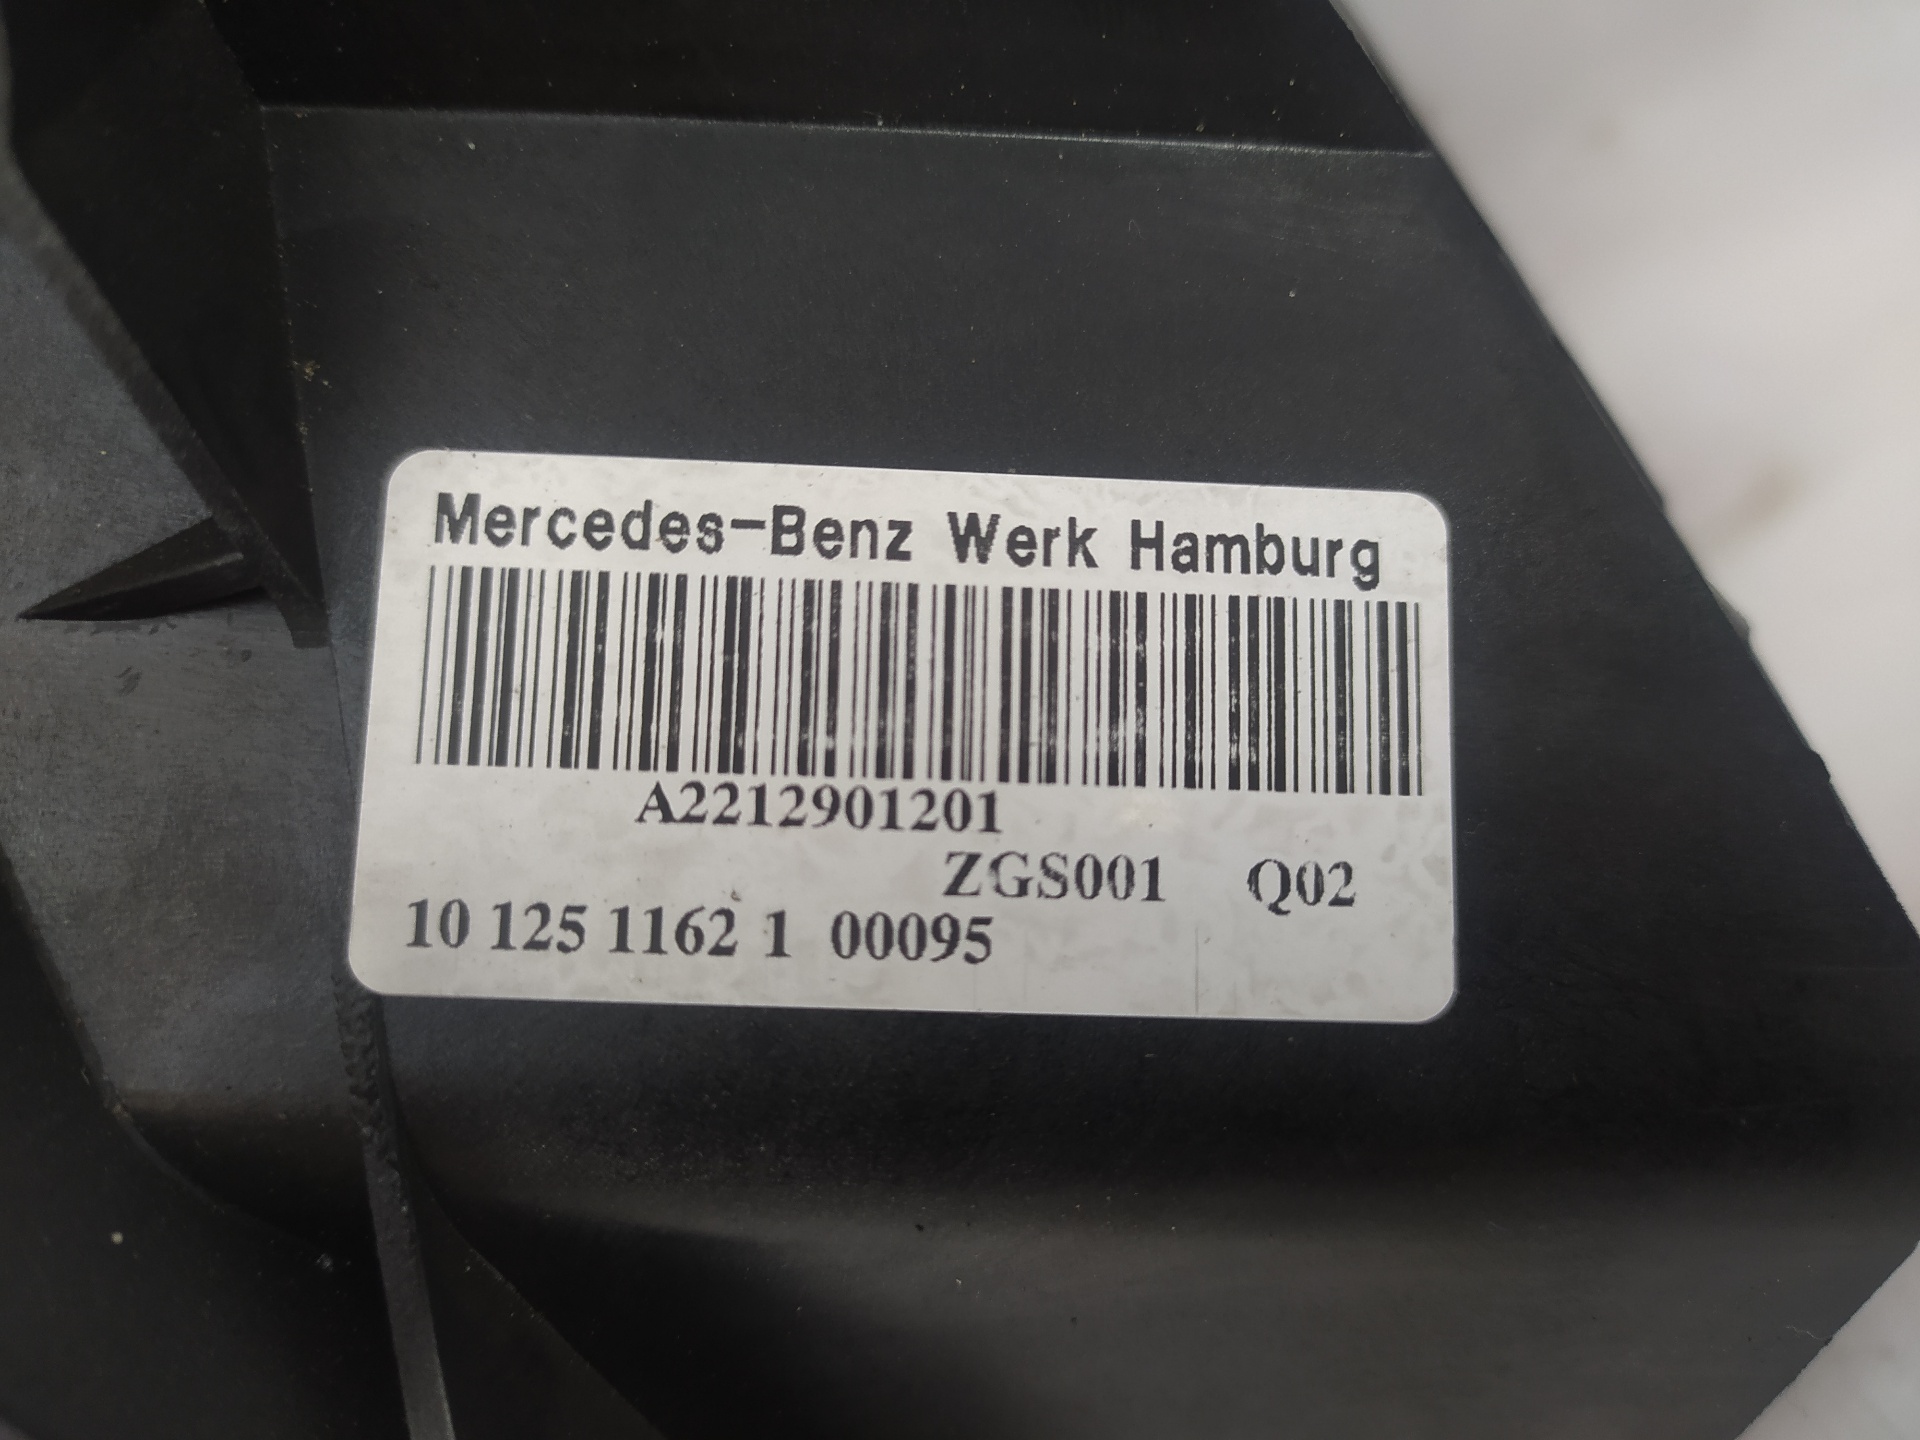 Mercedes-Benz Werk Hamburg
A2212901201
ZGS001 Q02
10 125 1162 1 00095